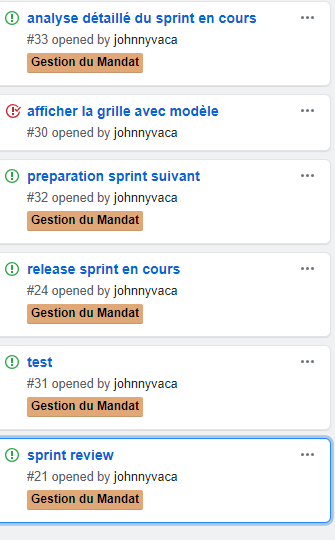 analyse détaillé du sprint en cours
#33 opened by johnnyvaca
Gestion du Mandat
afficher la grille avec modèle
#30 opened by johnnyvaca
preparation sprint suivant
#32 opened by johnnyvaca
Gestion du Mandat
release sprint en cours
#24 opened by johnnyvaca
Gestion du Mandat
test
#31 opened by johnnyvaca
Gestion du Mandat
sprint review
#21 opened by johnnyvaca
Gestion du Mandat